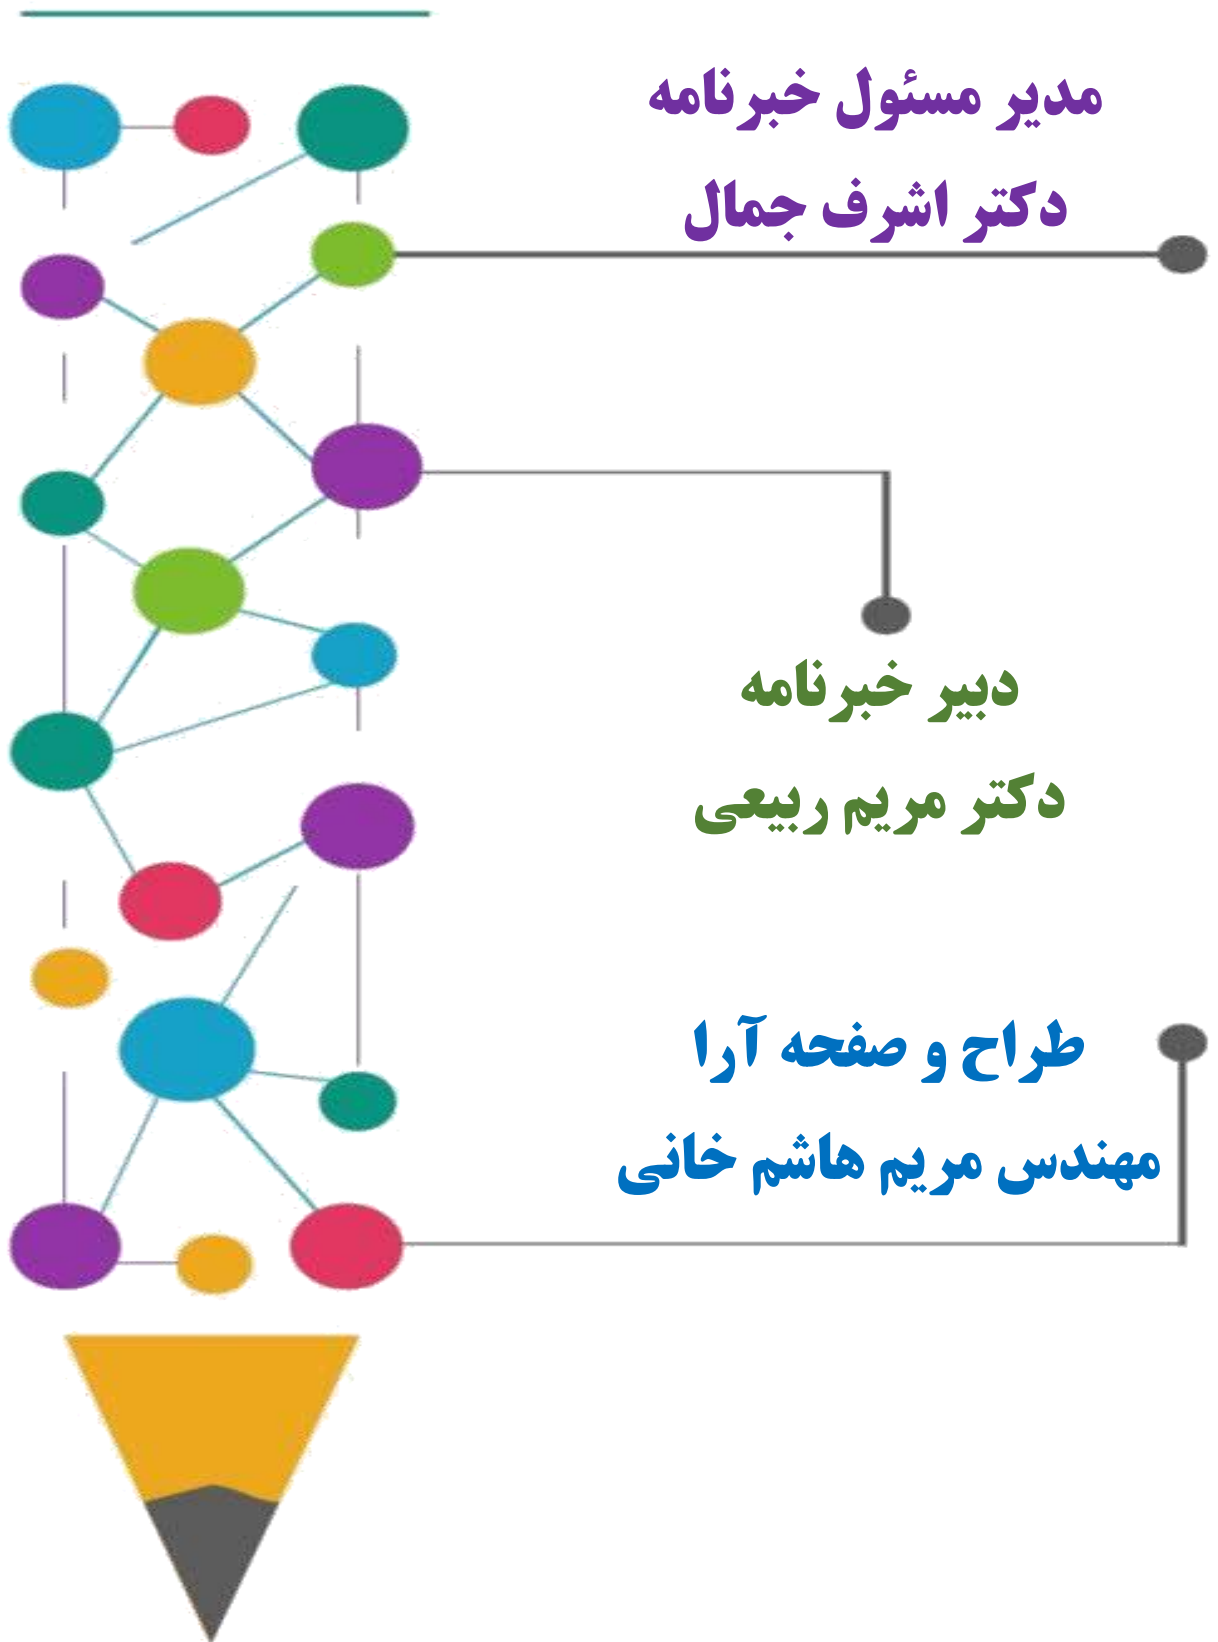 مدیر مسئول خبرنامه
دکتر اشرف جمال
دبیر خبرنامه
دکتر مریم ربیعی
طراح و صفحه آرا
مهندس مریم هاشم خانی